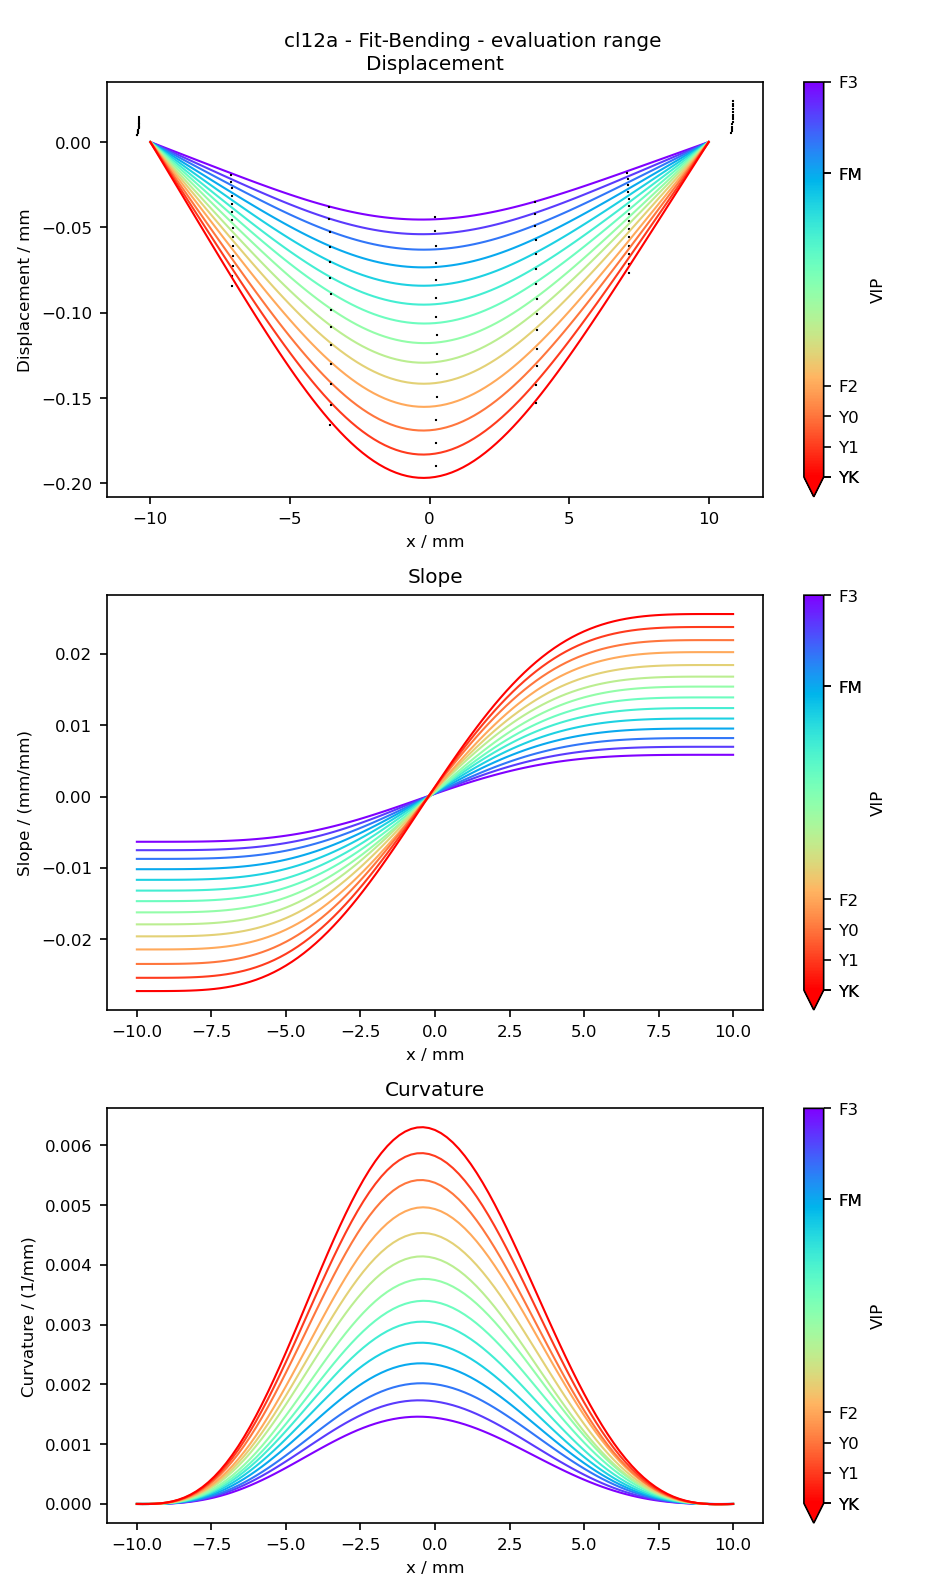 cl12a - Fit-Bending - evaluation range
Displacement
Displacement / mm
0.00
−0.05
−0.10
−0.15
−0.20
−10
−5
0
5
10
x / mm
F3
FM
F2
Y0
Y1
YK
VIP
Slope
Slope / (mm/mm)
0.02
0.01
0.00
−0.01
−0.02
−10.0
−7.5
−5.0
−2.5
0.0
2.5
5.0
7.5
10.0
x / mm
F3
FM
F2
Y0
Y1
YK
VIP
Curvature
Curvature / (1/mm)
0.006
0.005
0.004
0.003
0.002
0.001
0.000
−10.0
−7.5
−5.0
−2.5
0.0
2.5
5.0
7.5
10.0
x / mm
F3
FM
F2
Y0
Y1
YK
VIP